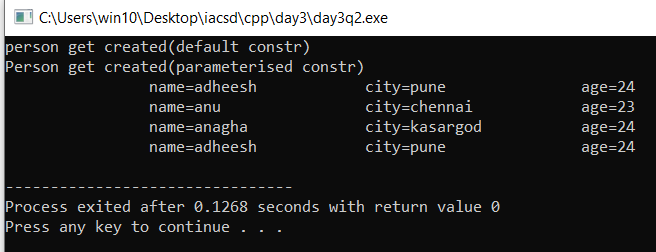 C:\Users\win10\Desktop\iacsd\cpp\day3\day3q2.exe
person get created(default constr)
Person get created(parameterised constr)
name=adheesh city=pune age=24
name=anu city=chennai age=23
name=anagha city=kasargod age=24
name=adheesh city=pune age=24
--------------------------------
Process exited after 0.1268 seconds with return value 0
Press any key to continue . . .